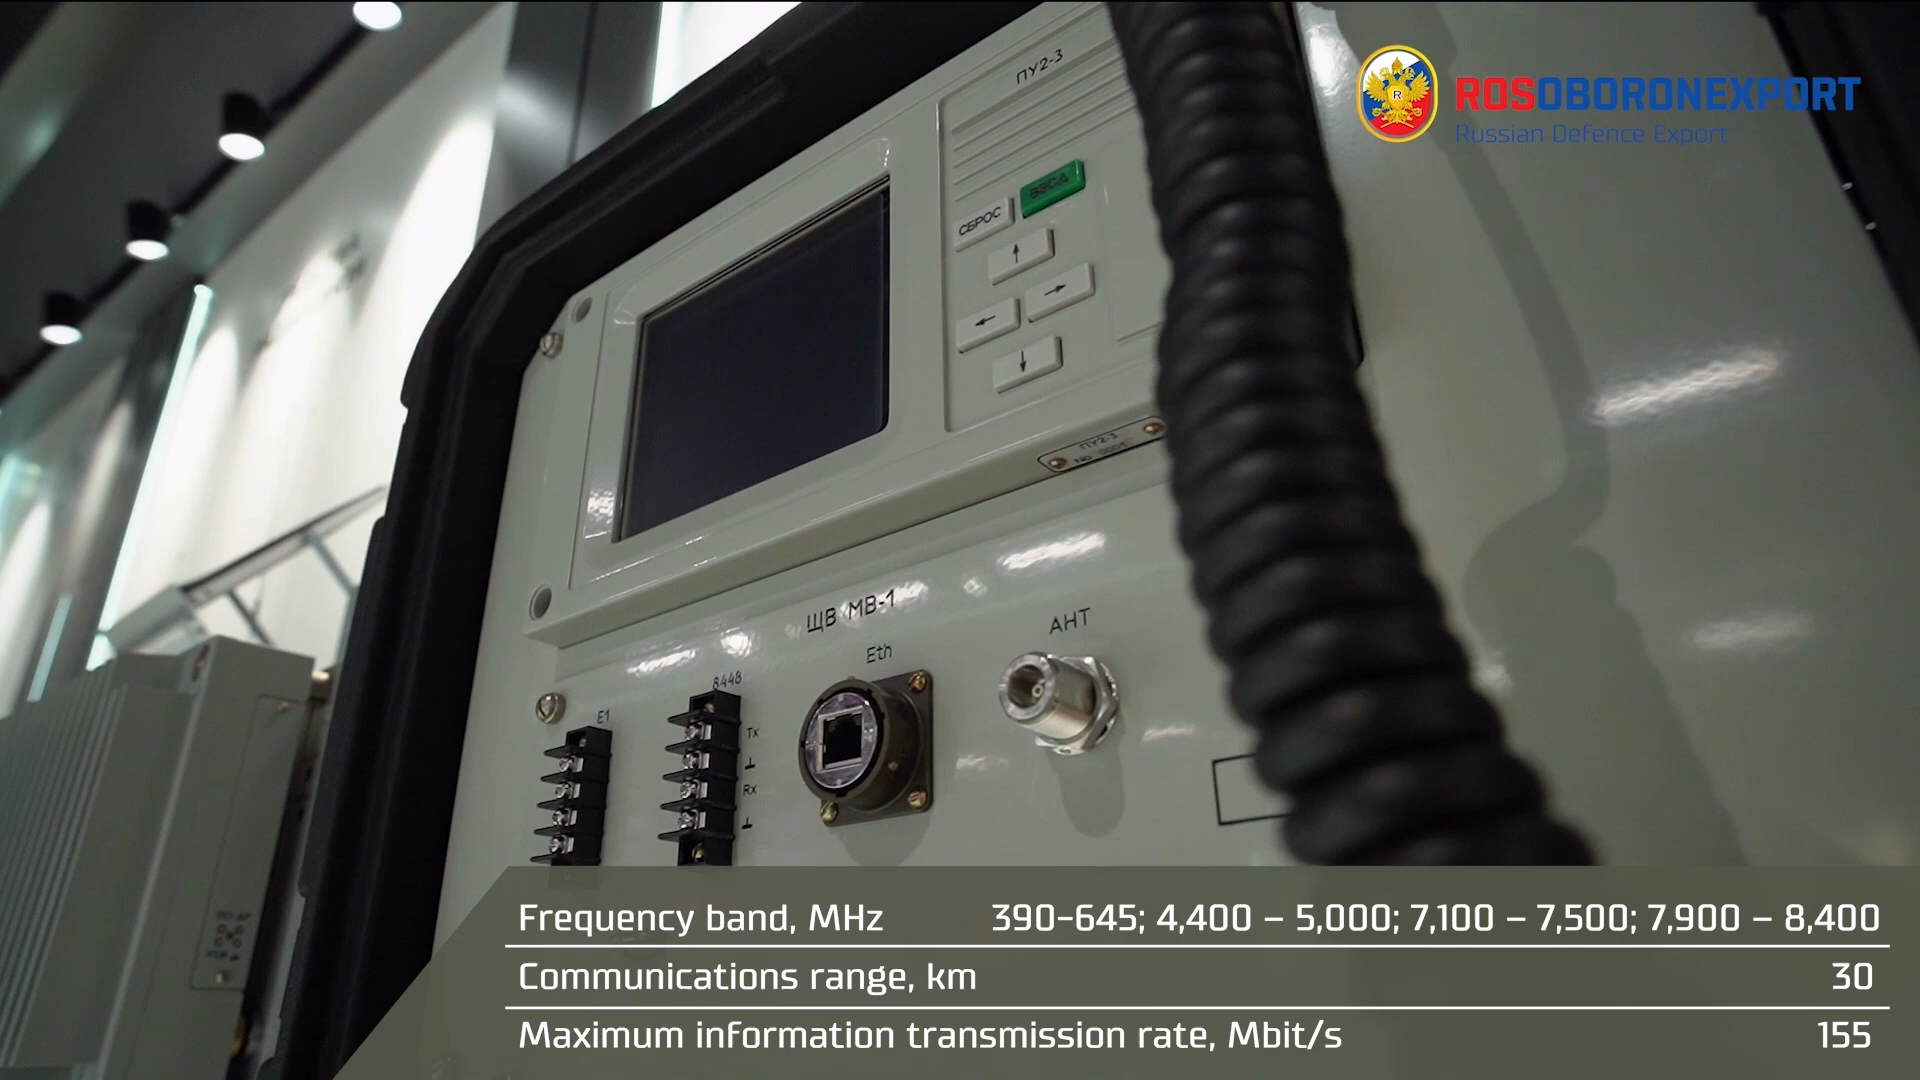 ПУ2-3
ROSOBORONEXPORT
Russian Defence Export
R
СБРОС
ПУ2-3
ЩВ МВ-1
АНТ
Eth
E1
Tx
Rx
Frequency band, MHz 390-645; 4,400 – 5,000; 7,100 – 7,500; 7,900 – 8,400
Communications range, km 30
Maximum information transmission rate, Mbit/s 155